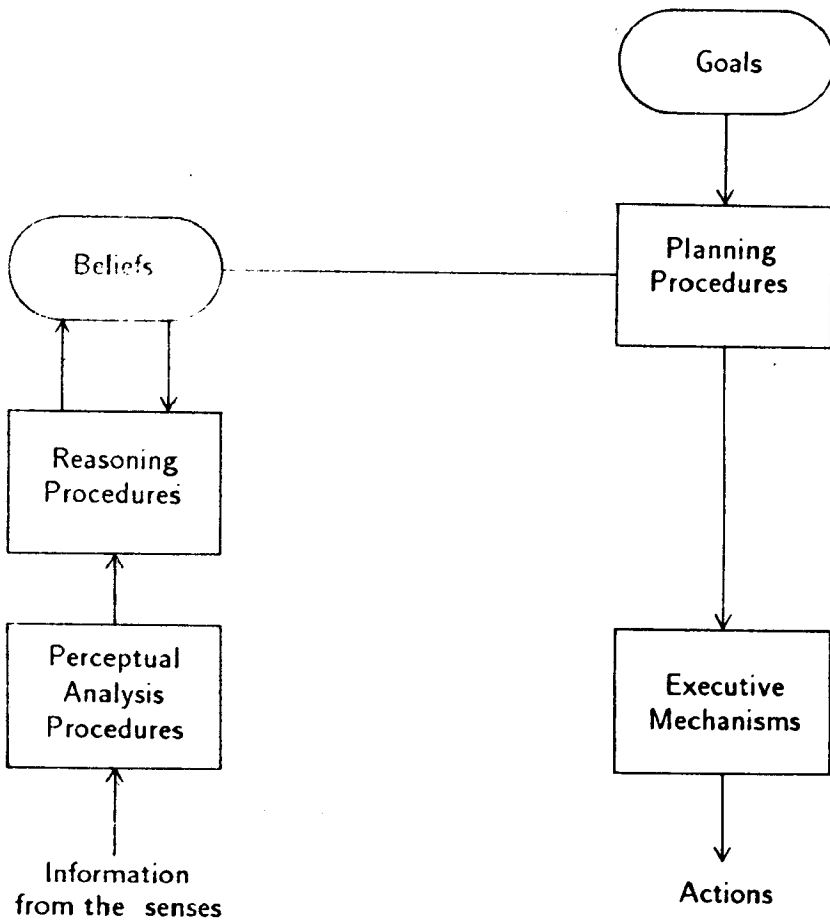 Goals
Planning
Procedures
Beliefs
Reasoning
Procedures
Perceptual
Analysis
Procedures
Executive
Mechanisms
Information
from the senses
Actions